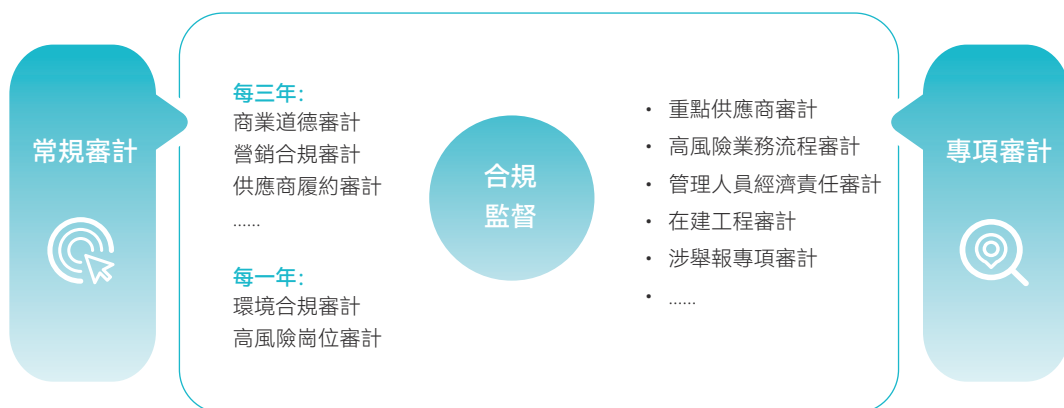 常規審計
每三年：
商業道德審計
營銷合規審計
供應商履約審計
......
每一年：
環境合規審計
高風險崗位審計
合規
監督
• 重點供應商審計
• 高風險業務流程審計
• 管理人員經濟責任審計
• 在建工程審計
• 涉舉報專項審計
• ......
專項審計